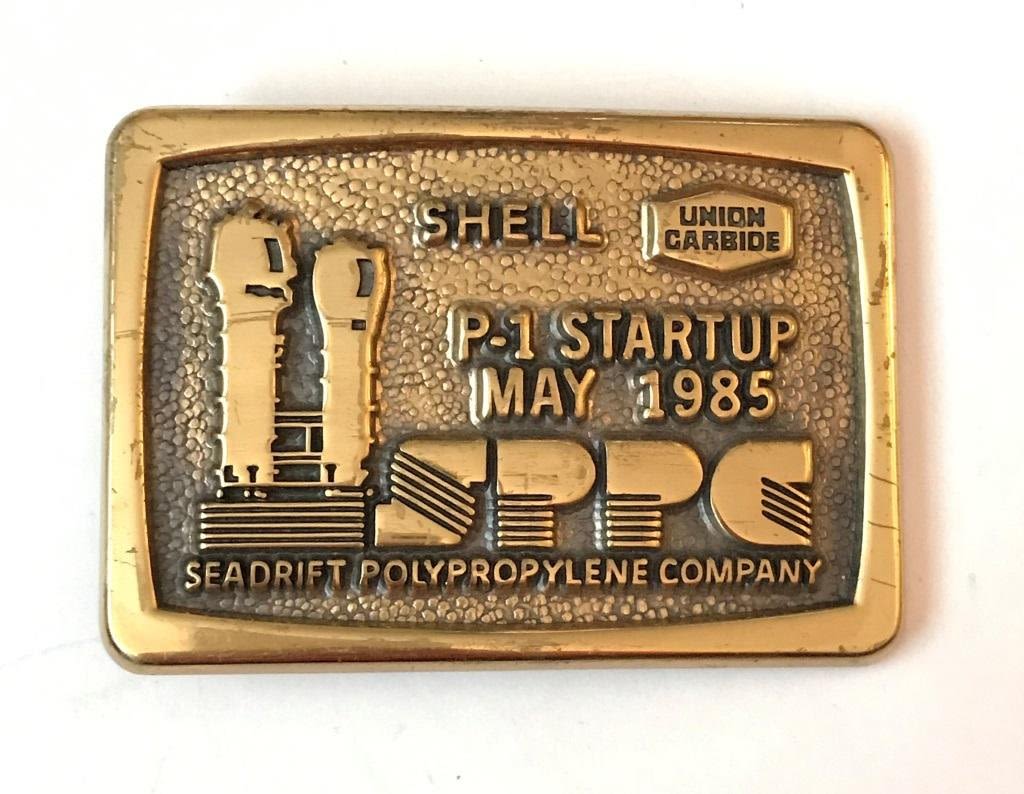 SHELL
UNION
CARBIDE
P-1 STARTUP
MAY 1985
SPPC
SEADRIFT POLYPROPYLENE COMPANY